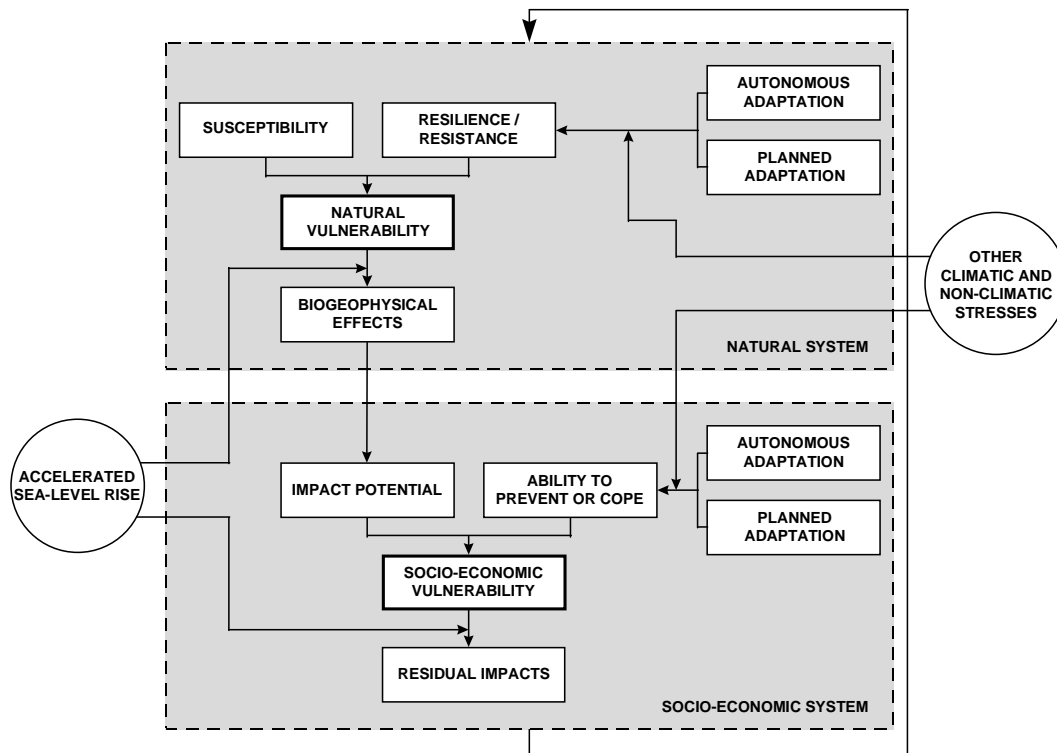 AUTONOMOUS
ADAPTATION
SUSCEPTIBILITY
RESILIENCE /
RESISTANCE
PLANNED
ADAPTATION
NATURAL
VULNERABILITY
OTHER
CLIMATIC AND
NON-CLIMATIC
STRESSES
BIOGEOPHYSICAL
EFFECTS
NATURAL SYSTEM
ACCELERATED
SEA-LEVEL RISE
IMPACT POTENTIAL
ABILITY TO
PREVENT OR COPE
AUTONOMOUS
ADAPTATION
PLANNED
ADAPTATION
SOCIO-ECONOMIC
VULNERABILITY
RESIDUAL IMPACTS
SOCIO-ECONOMIC SYSTEM